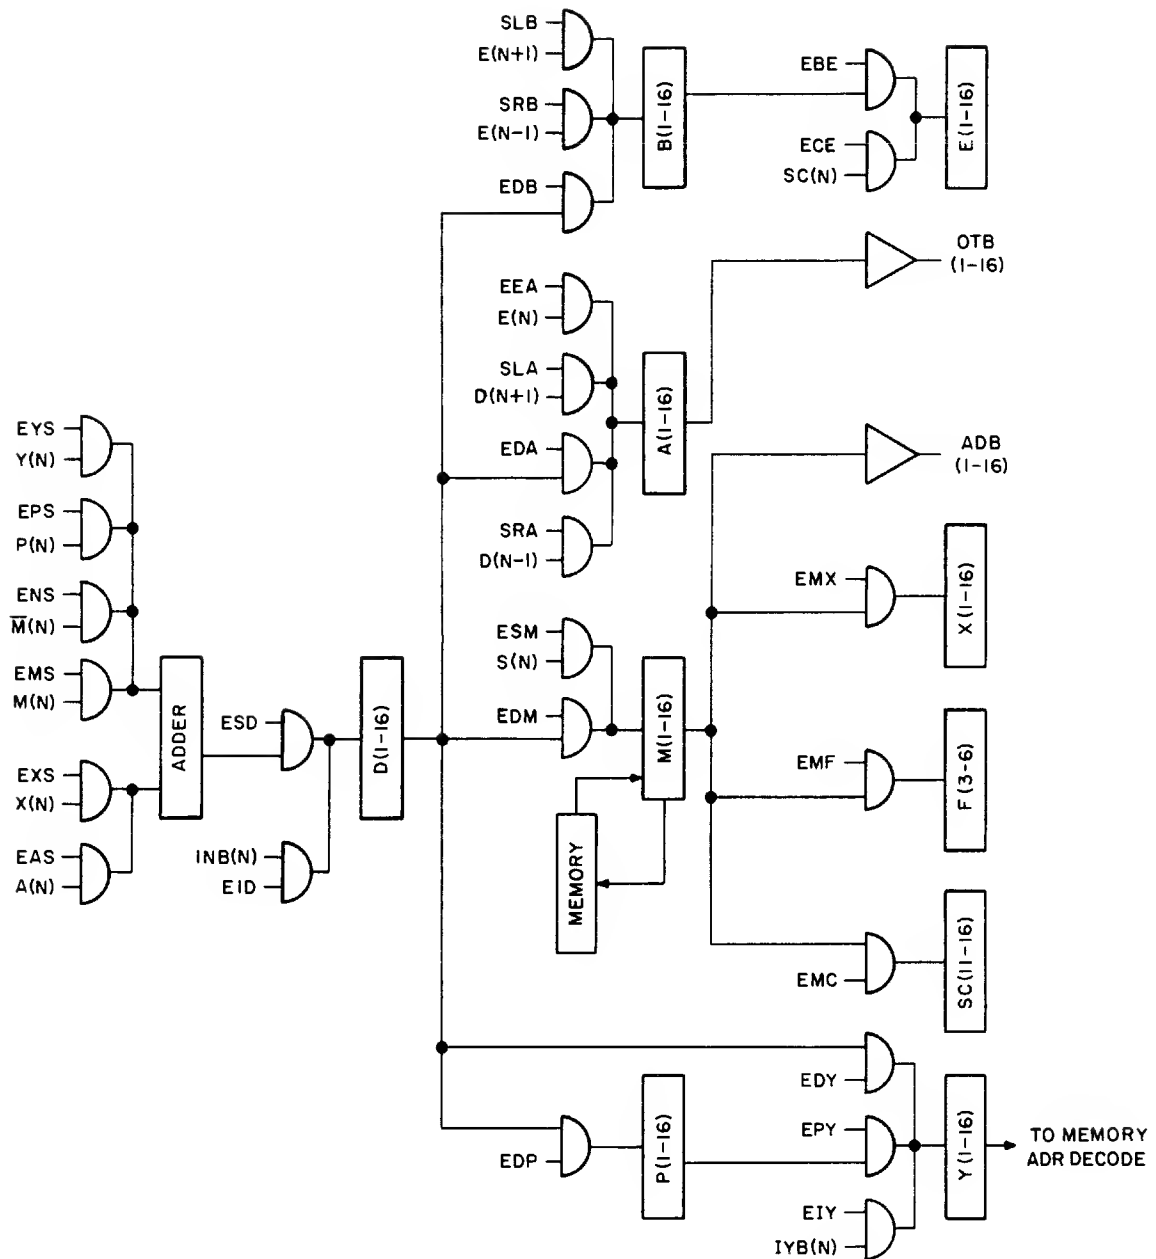 SLB
E(N+1)
SRB
E(N-1)
EDB
B(1-16)
EBE
ECE
SC(N)
E(1-16)
OTB
(1-16)
EEA
E(N)
SLA
D(N+1)
EDA
SRA
D(N-1)
A(1-16)
ADB
(1-16)
EYS
Y(N)
EPS
P(N)
ENS
M̅(N)
EMS
M(N)
EXS
X(N)
EAS
A(N)
ADDER
ESD
INB(N)
EID
D(1-16)
ESM
S(N)
EDM
M(1-16)
MEMORY
EMX
X(1-16)
EMF
F(3-6)
EMC
SC(11-16)
EDY
EDP
P(1-16)
EPY
EIY
IYB(N)
Y(1-16)
TO MEMORY
ADR DECODE